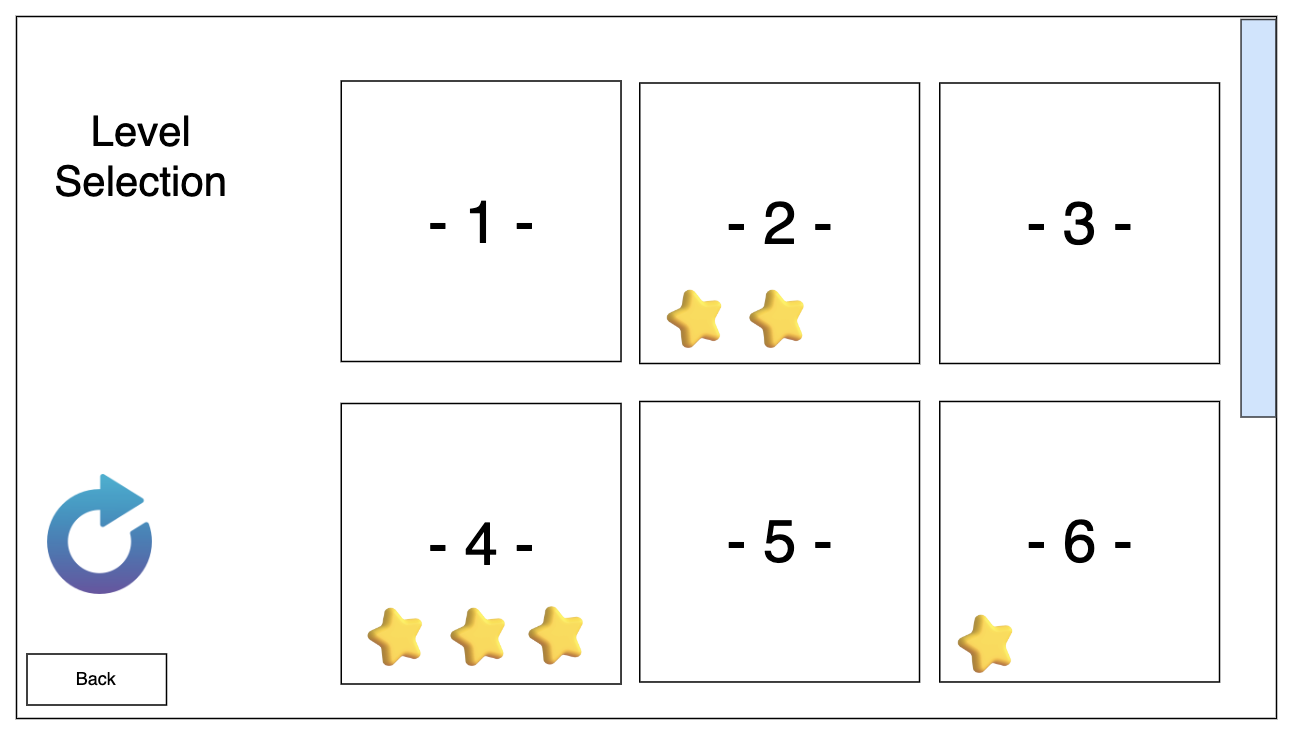 Level
Selection
- 1 -
- 2 -
- 3 -
- 4 -
- 5 -
- 6 -
Back